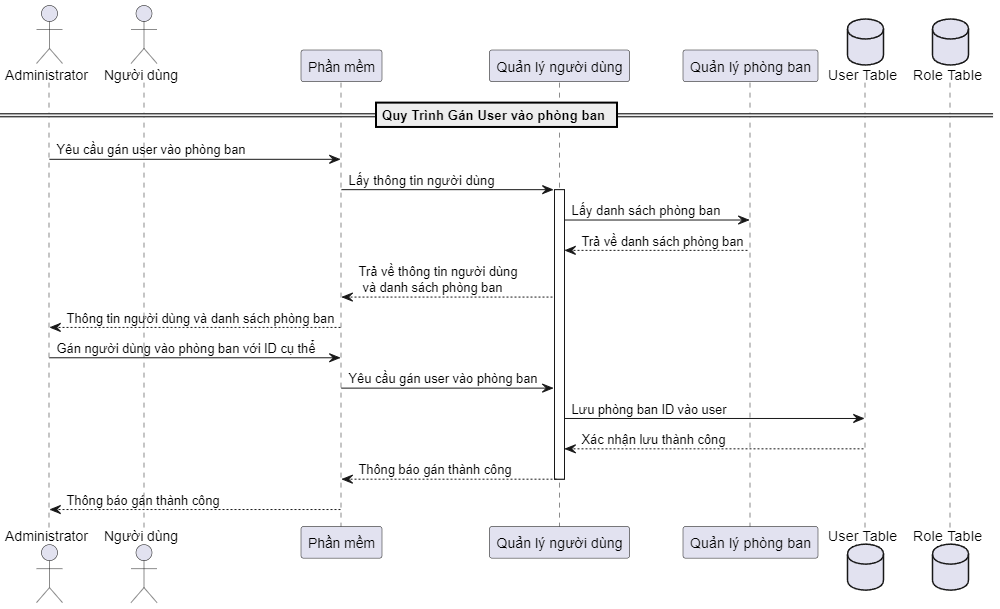 Administrator
Người dùng
Phần mềm
Quản lý người dùng
Quản lý phòng ban
User Table
Role Table
Quy Trình Gán User vào phòng ban
Yêu cầu gán user vào phòng ban
Lấy thông tin người dùng
Lấy danh sách phòng ban
Trả về danh sách phòng ban
Trả về thông tin người dùng
và danh sách phòng ban
Thông tin người dùng và danh sách phòng ban
Gán người dùng vào phòng ban với ID cụ thể
Yêu cầu gán user vào phòng ban
Lưu phòng ban ID vào user
Xác nhận lưu thành công
Thông báo gán thành công
Thông báo gán thành công
Administrator
Người dùng
Phần mềm
Quản lý người dùng
Quản lý phòng ban
User Table
Role Table